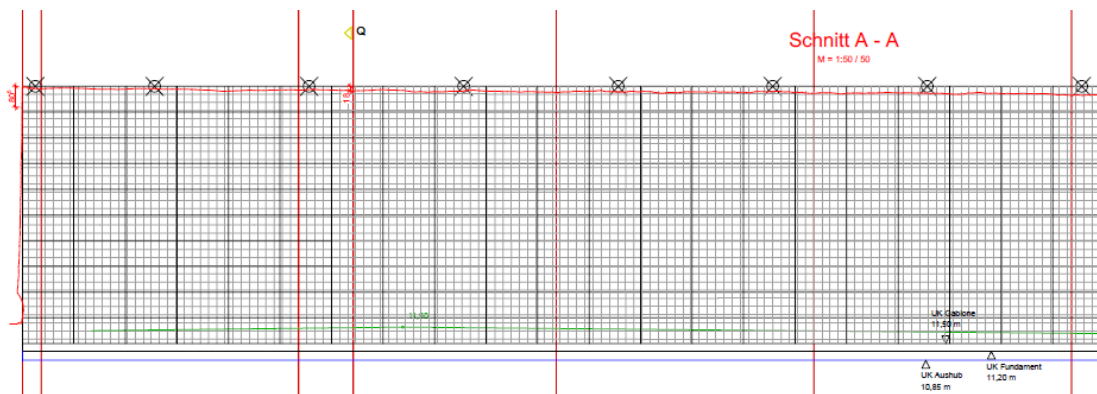 Q
Schnitt A - A
M = 1:50 / 50
UK Gabione
11,50 m
UK Fundament
11,20 m
UK Aushub
10,85 m